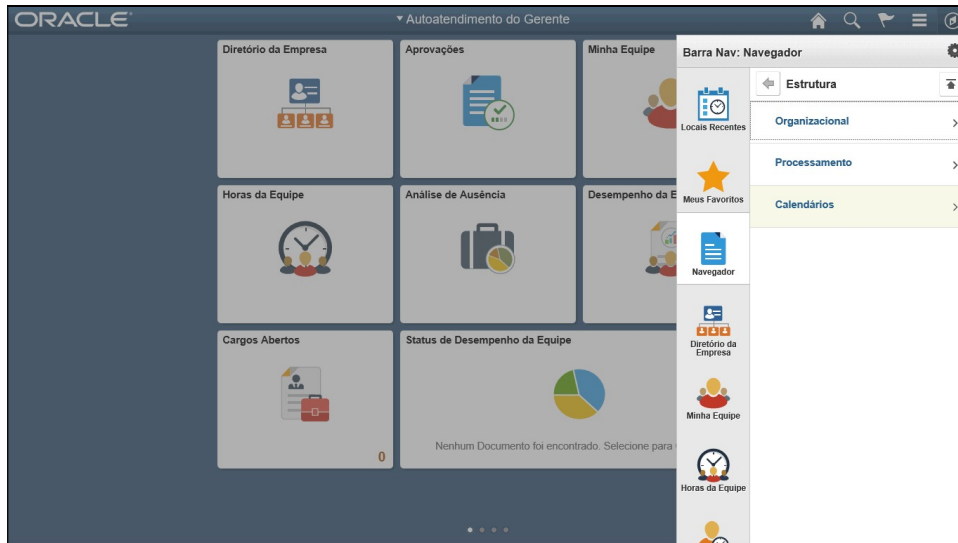 ORACLE
Autoatendimento do Gerente
Diretório da Empresa
Aprovações
Minha Equipe
Horas da Equipe
Análise de Ausência
Desempenho da E
Cargos Abertos
0
Status de Desempenho da Equipe
Nenhum Documento foi encontrado. Selecione para
Barra Nav: Navegador
Locais Recentes
Meus Favoritos
Navegador
Diretório da
Empresa
Minha Equipe
Horas da Equipe
Estrutura
Organizacional
Processamento
Calendários